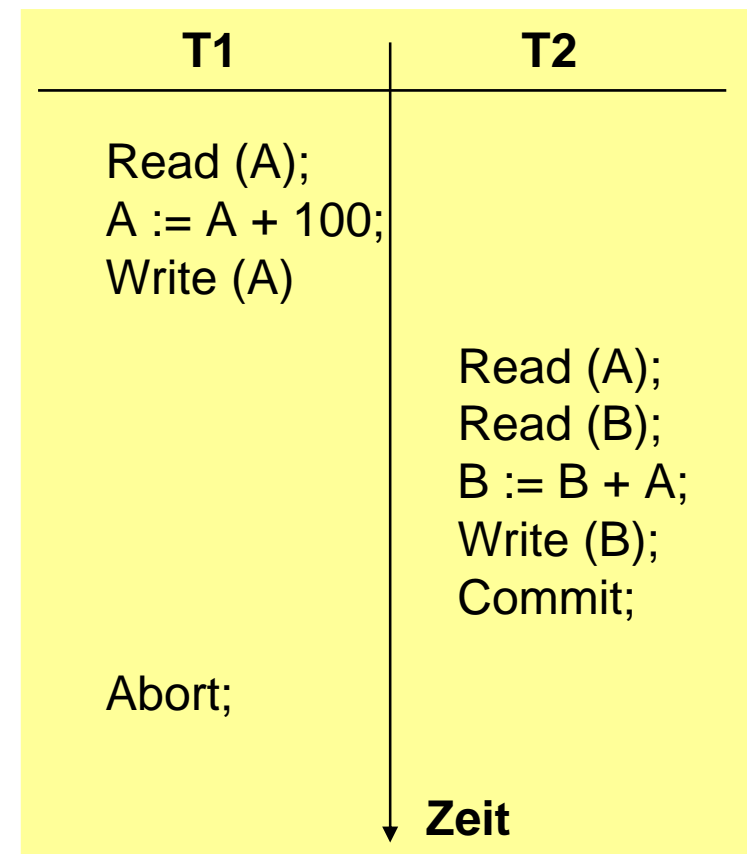 T1 T2
Read (A);
A := A + 100;
Write (A)
Read (A);
Read (B);
B := B + A;
Write (B);
Commit;
Abort;
Zeit